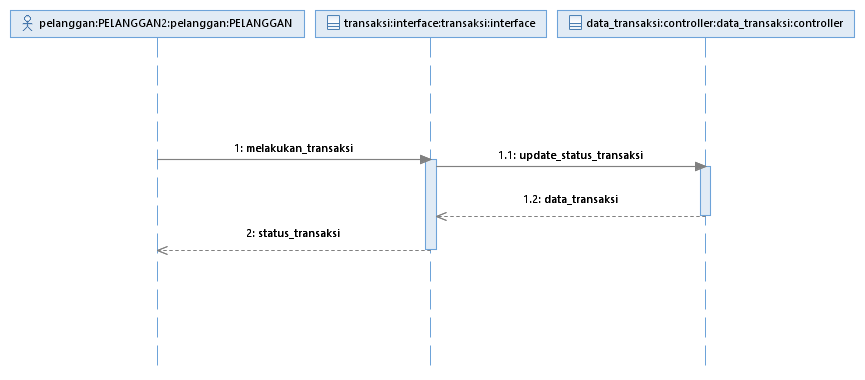 pelanggan:PELANGGAN2:pelanggan:PELANGGAN
transaksi:interface:transaksi:interface
data_transaksi:controller:data_transaksi:controller
1: melakukan_transaksi
1.1: update_status_transaksi
1.2: data_transaksi
2: status_transaksi